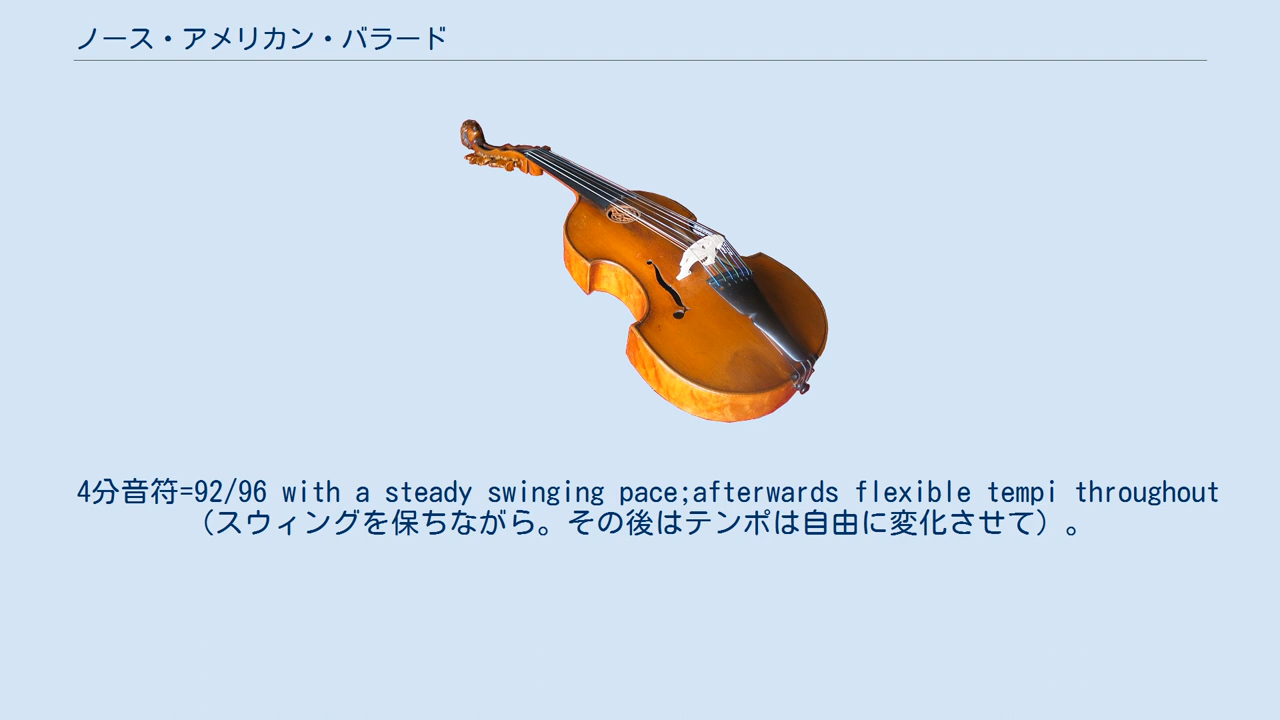 ノース・アメリカン・バラード
4分音符=92/96 with a steady swinging pace;afterwards flexible tempi throughout
（スウィングを保ちながら。その後はテンポは自由に変化させて）。